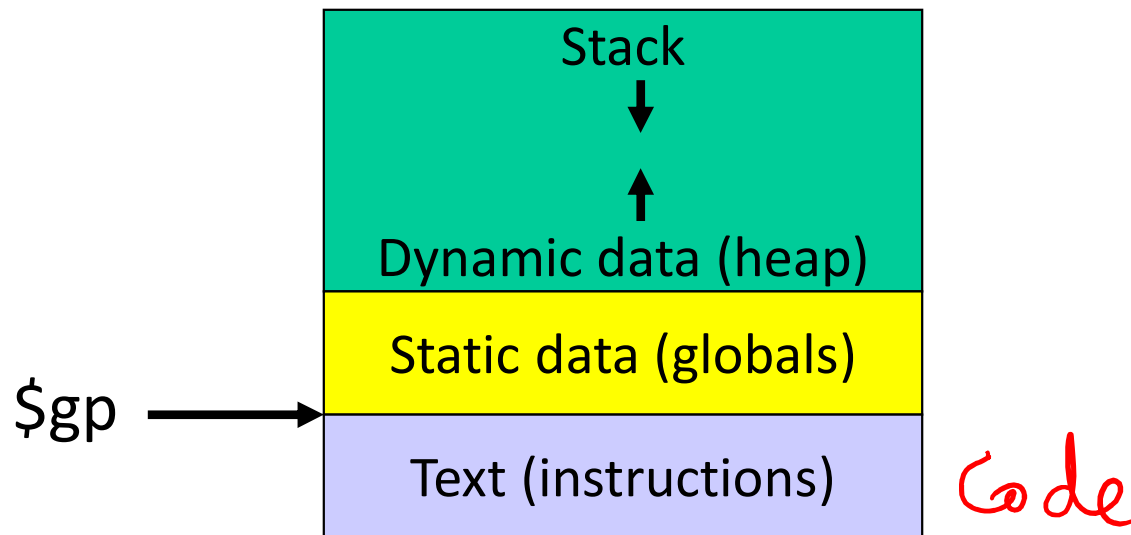 Stack
Dynamic data (heap)
Static data (globals)
$gp
Text (instructions)
Code